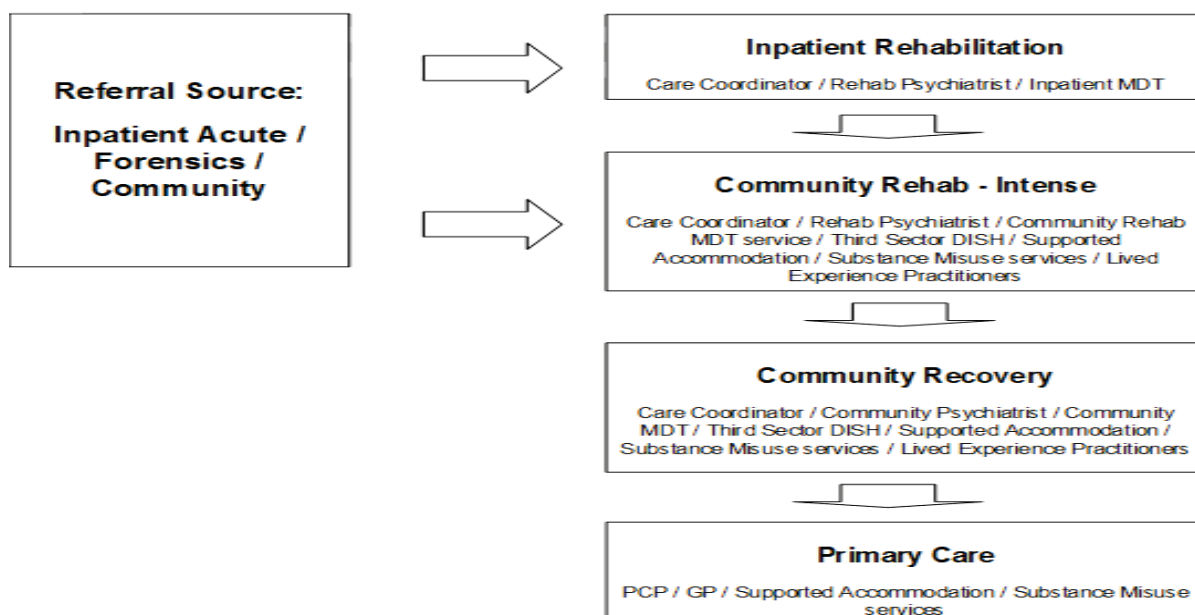 Referral Source:
Inpatient Acute /
Forensics /
Community
Inpatient Rehabilitation
Care Coordinator / Rehab Psychiatrist / Inpatient MDT
Community Rehab - Intense
Care Coordinator / Rehab Psychiatrist / Community Rehab
MDT service / Third Sector DISH / Supported
Accommodation / Substance Misuse services / Lived
Experience Practitioners
Community Recovery
Care Coordinator / Community Psychiatrist / Community
MDT / Third Sector DISH / Supported Accommodation /
Substance Misuse services / Lived Experience Practitioners
Primary Care
PCP / GP / Supported Accommodation / Substance Misuse
services